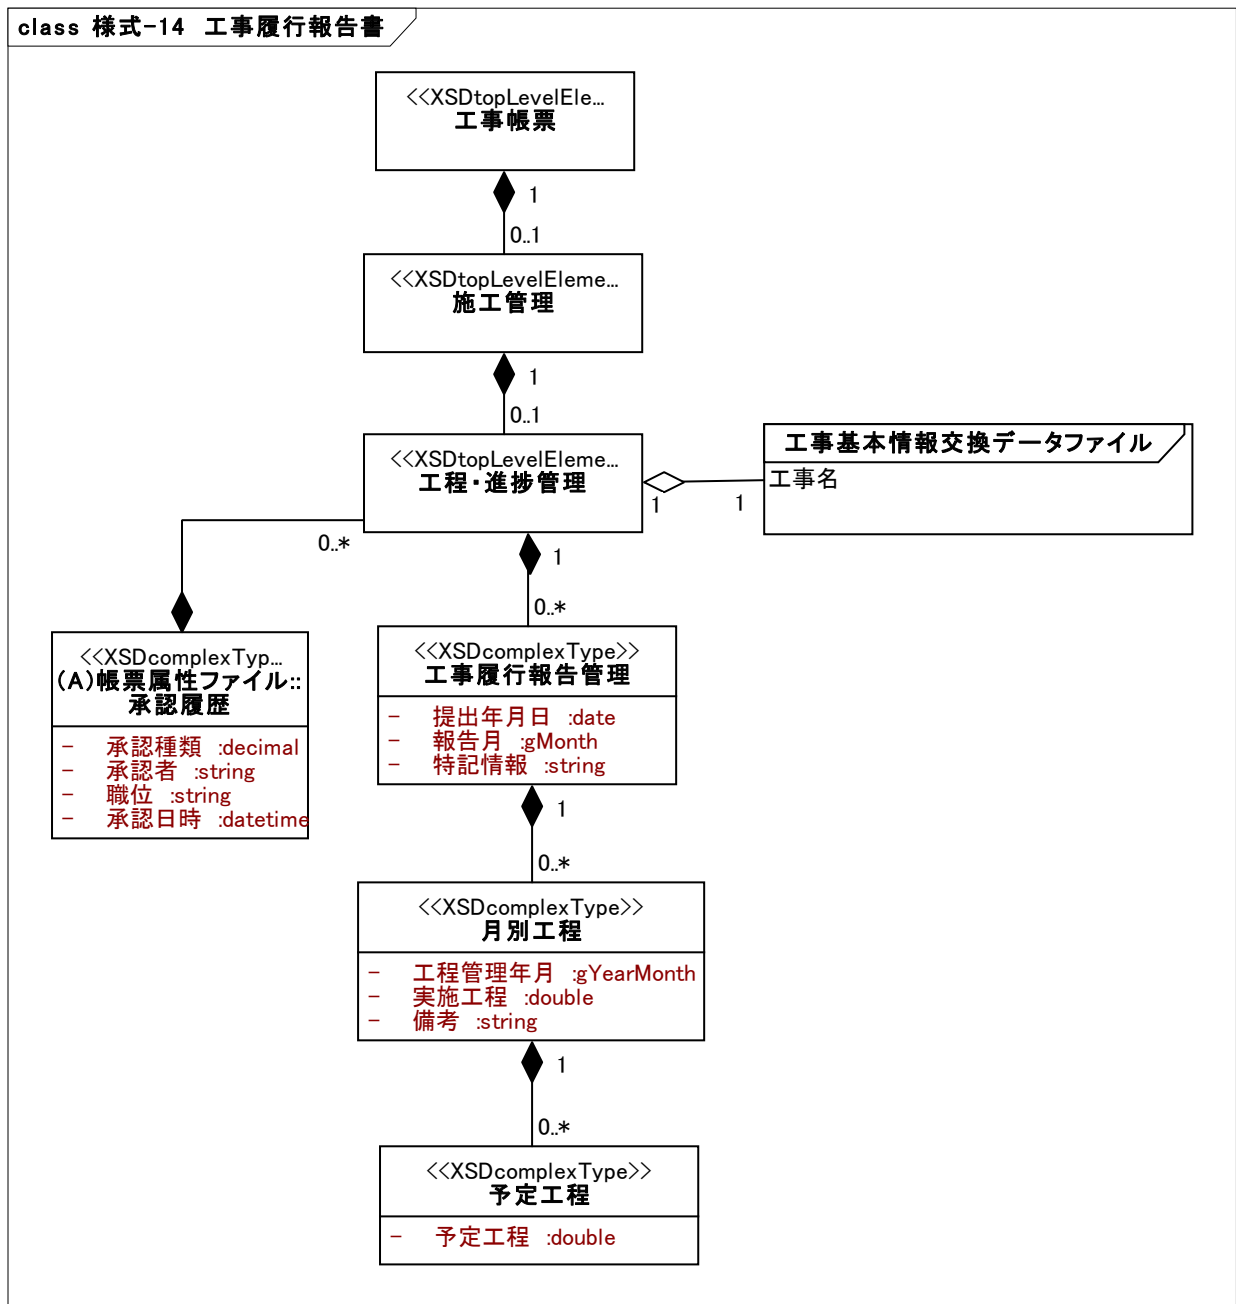 class 様式-14 工事履行報告書
<<XSDtopLevelEle...
工事帳票
1
0..1
<<XSDtopLevelEleme...
施工管理
1
0..1
<<XSDtopLevelEleme...
工程・進捗管理
1
1
工事基本情報交換データファイル
工事名
0..*
1
0..*
<<XSDcomplexTyp...
(A)帳票属性ファイル::
承認履歴
- 承認種類 :decimal
- 承認者 :string
- 職位 :string
- 承認日時 :datetime
<<XSDcomplexType>>
工事履行報告管理
- 提出年月日 :date
- 報告月 :gMonth
- 特記情報 :string
1
0..*
<<XSDcomplexType>>
月別工程
- 工程管理年月 :gYearMonth
- 実施工程 :double
- 備考 :string
1
0..*
<<XSDcomplexType>>
予定工程
- 予定工程 :double